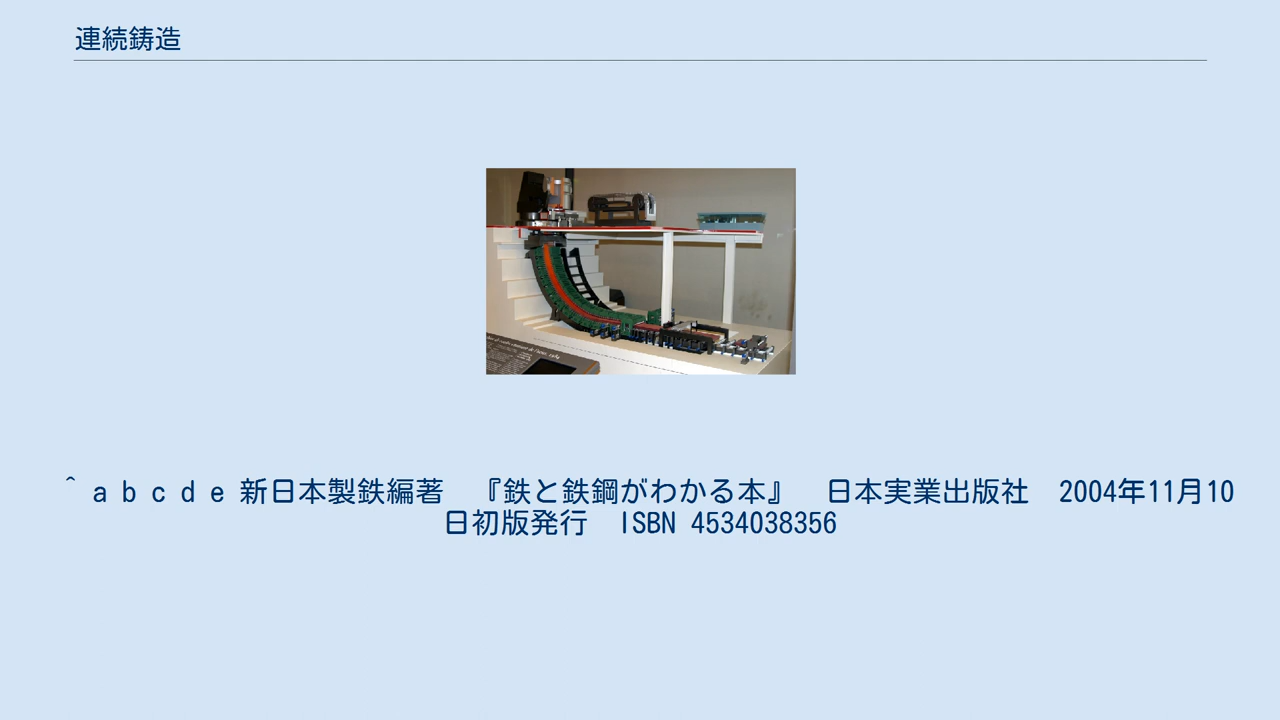 連続鋳造
^ a b c d e 新日本製鉄編著　『鉄と鉄鋼がわかる本』　日本実業出版社　2004年11月10
日初版発行　ISBN 4534038356